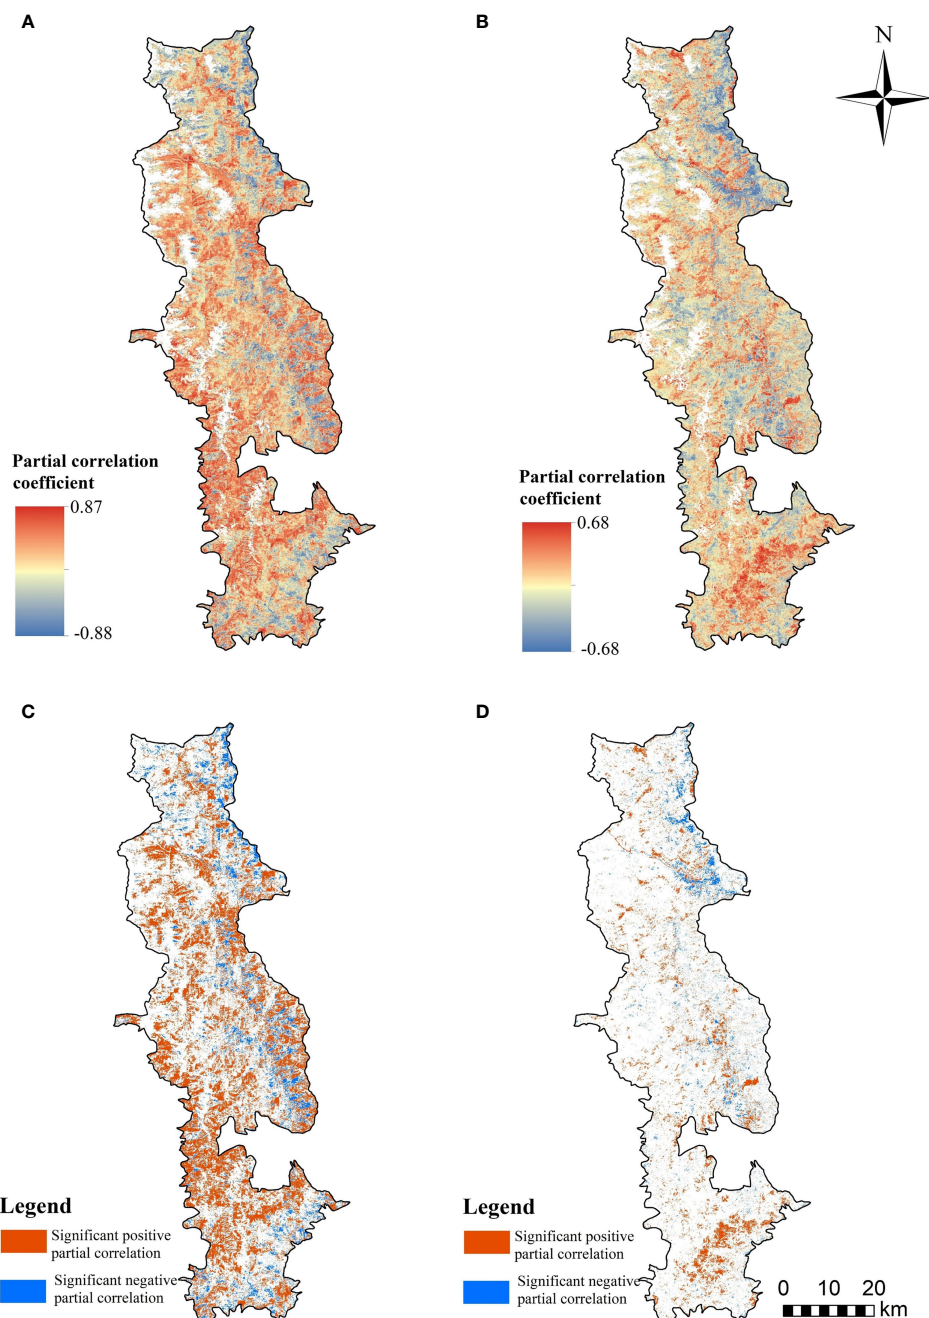 A
B
N
Partial correlation
coefficient
0.87
-0.88
Partial correlation
coefficient
0.68
-0.68
C
D
Legend
Significant positive
partial correlation
Significant negative
partial correlation
Legend
Significant positive
partial correlation
Significant negative
partial correlation
0 10 20
km